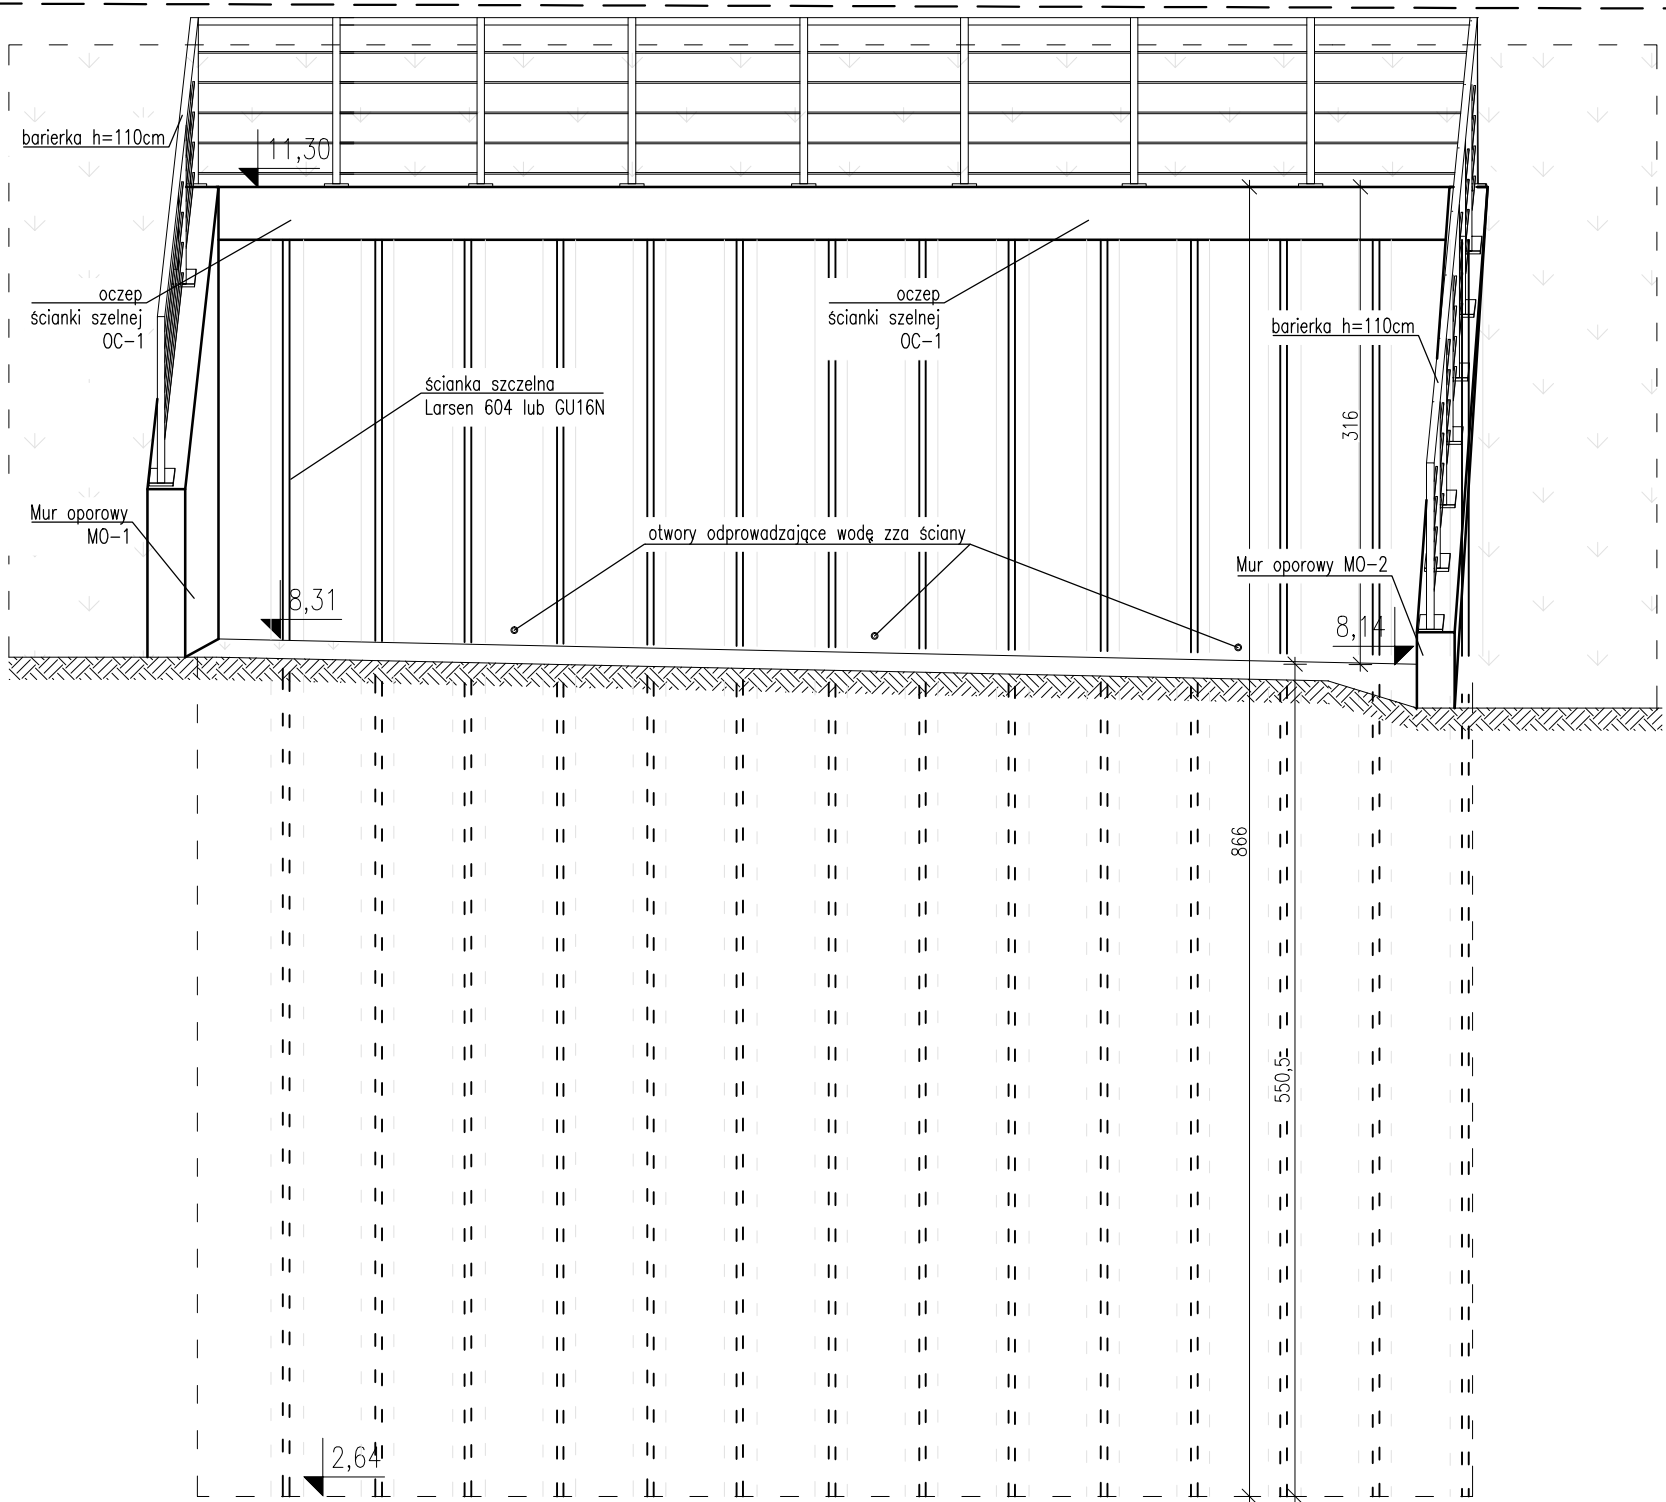 barierka h=110cm
11,30
oczep
ścianki szelnej
OC-1
oczep
ścianki szelnej
OC-1
barierka h=110cm
ścianka szczelna
Larsen 604 lub GU16N
316
Mur oporowy
MO-1
otwory odprowadzające wodę zza ściany
Mur oporowy MO-2
8,31
8,14
866
550,5
2,64